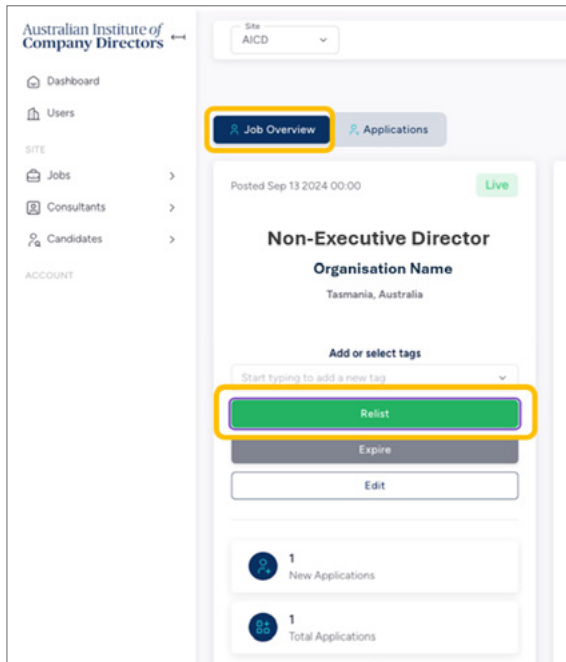 Australian Institute of
Company Directors
Dashboard
Users
SITE
Jobs
Consultants
Candidates
ACCOUNT
Site
AICD
Job Overview
Applications
Posted Sep 13 2024 00:00
Live
Non-Executive Director
Organisation Name
Tasmania, Australia
Add or select tags
Start typing to add a new tag
Relist
Expire
Edit
1
New Applications
1
Total Applications